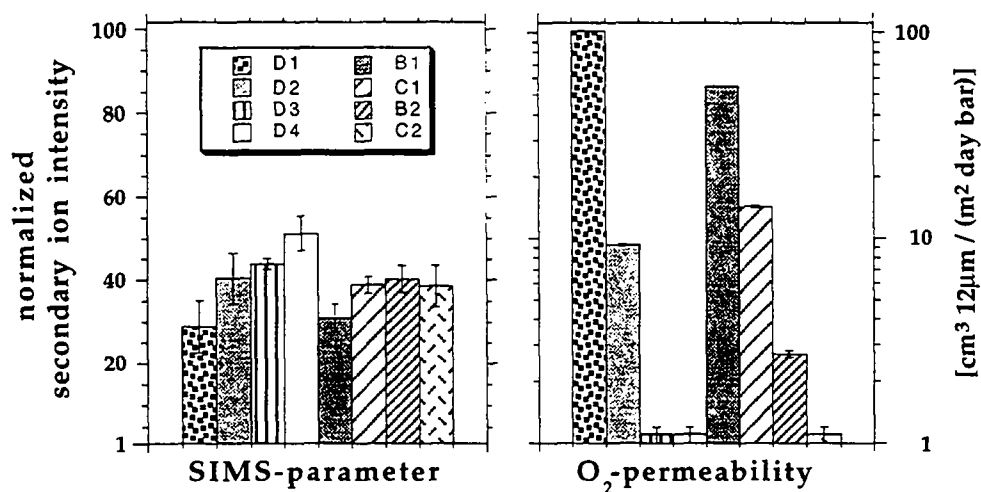 100
80
60
40
20
1
normalized
secondary ion intensity
D1 B1
D2 C1
D3 B2
D4 C2
SIMS-parameter
O₂-permeability
100
10
1
[cm³ 12μm / (m² day bar)]